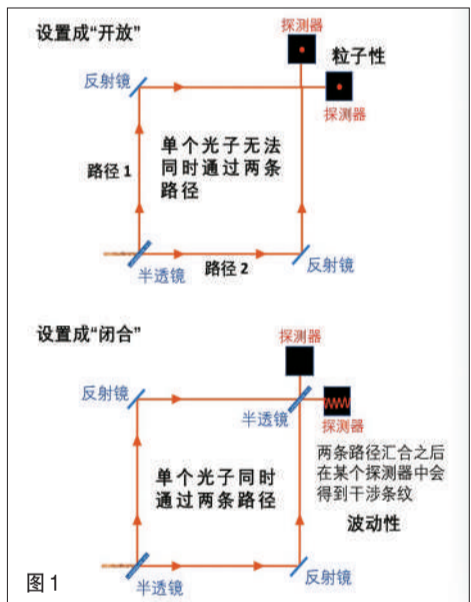 设置成“开放”
探测器
粒子性
反射镜
探测器
单个光子无法
同时通过两条
路径
路径 1
路径 2
半透镜
反射镜
设置成“闭合”
探测器
反射镜
半透镜
探测器
两条路径汇合之后
在某个探测器中会
得到干涉条纹
单个光子同时
通过两条路径
波动性
图 1
半透镜
反射镜